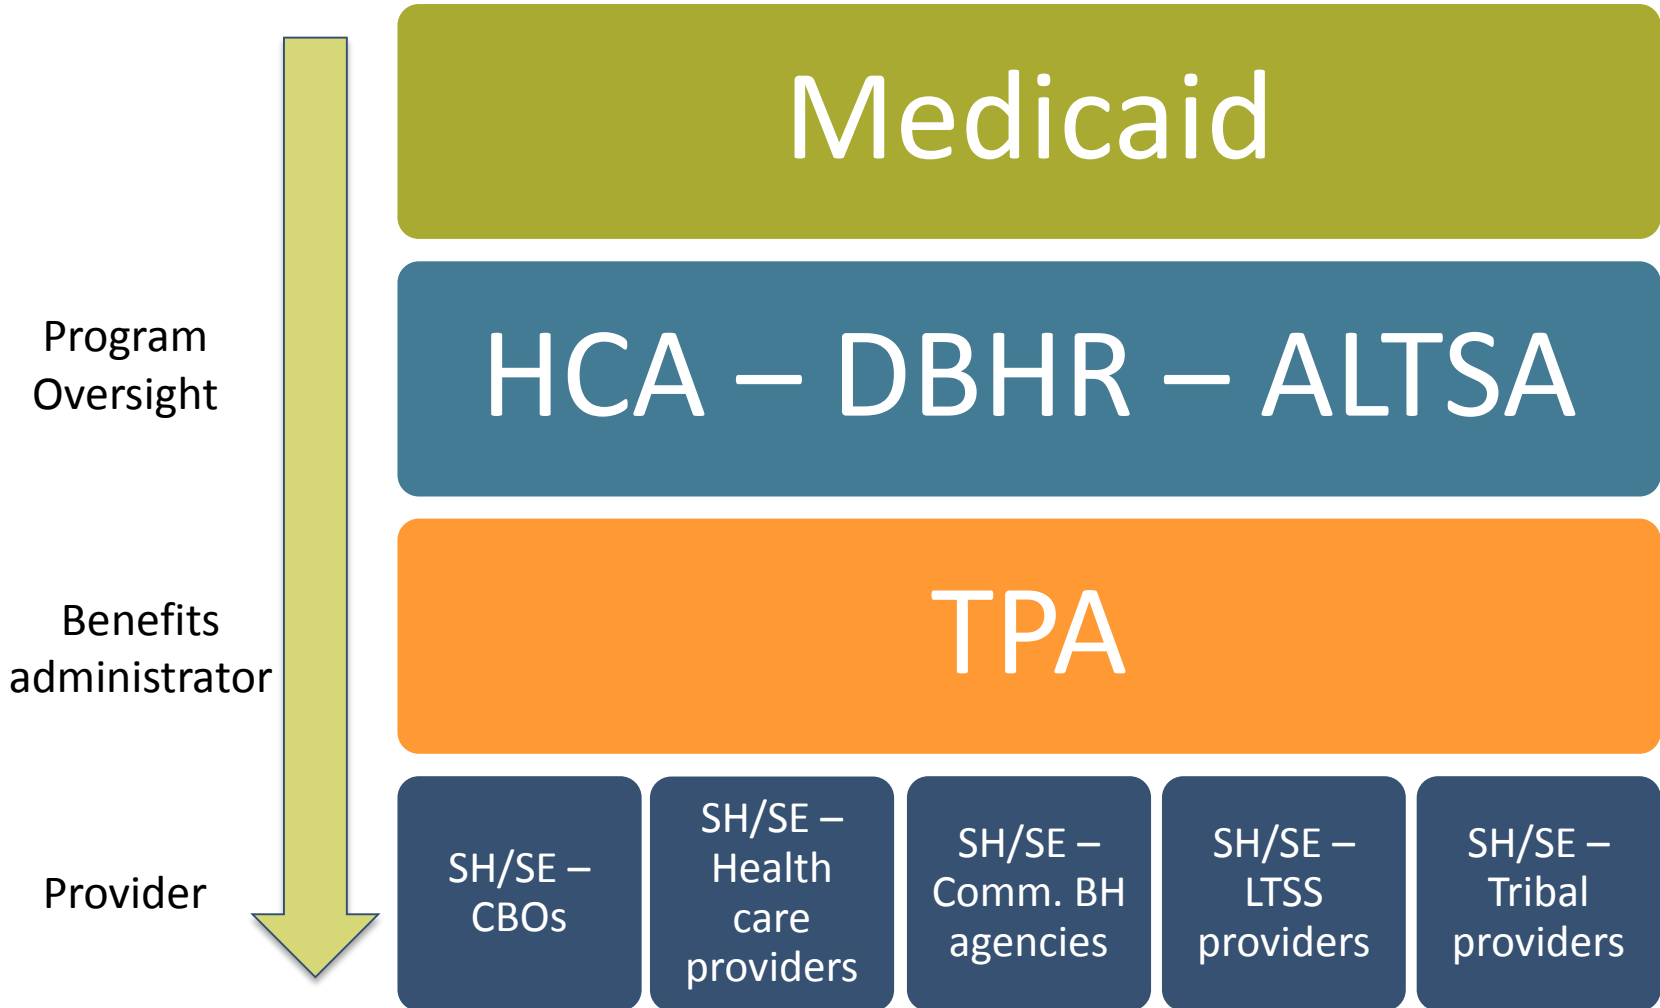 Medicaid
Program
Oversight
HCA – DBHR – ALTSA
Benefits
administrator
TPA
Provider
SH/SE –
CBOs
SH/SE –
Health
care
providers
SH/SE –
Comm. BH
agencies
SH/SE –
LTSS
providers
SH/SE –
Tribal
providers